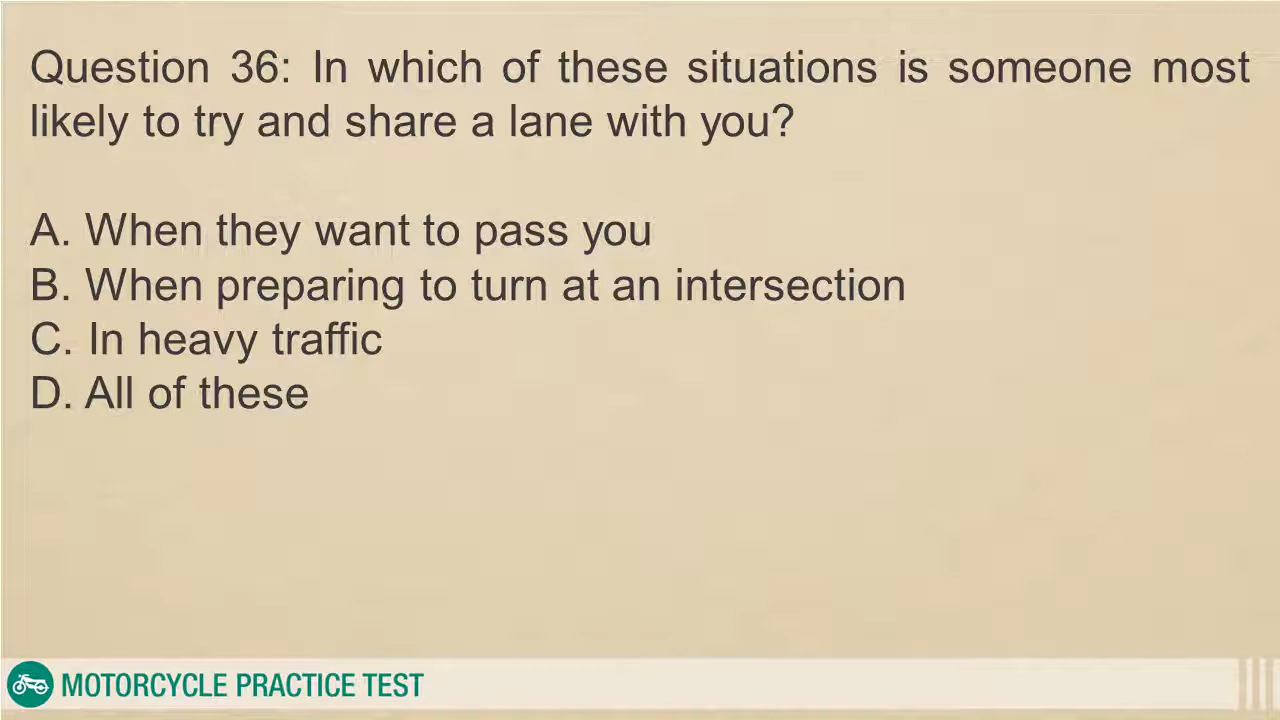 Question 36: In which of these situations is someone most
likely to try and share a lane with you?
A. When they want to pass you
B. When preparing to turn at an intersection
C. In heavy traffic
D. All of these
MOTORCYCLE PRACTICE TEST